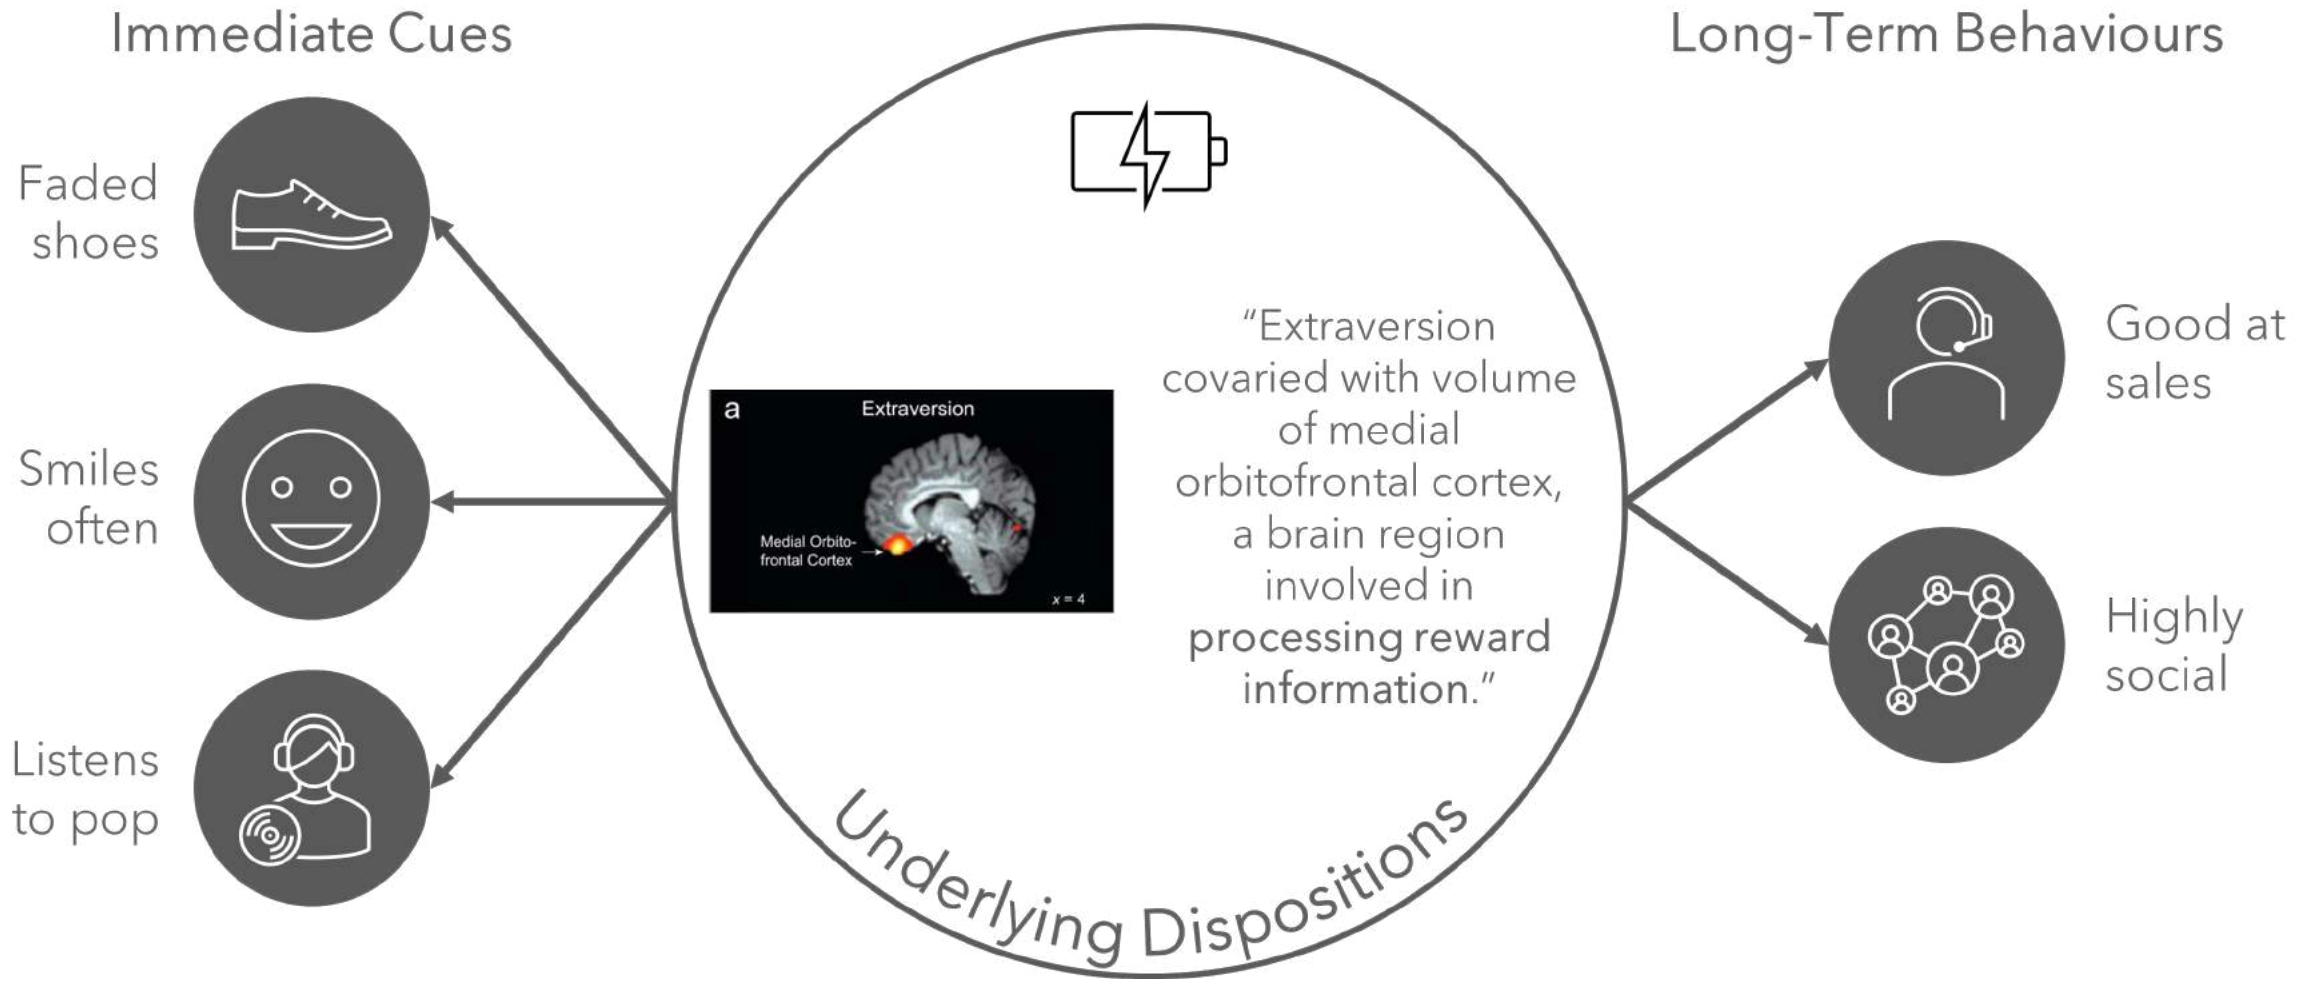 Immediate Cues
Faded
shoes
Smiles
often
Listens
to pop
a
Extraversion
Medial Orbito-
frontal Cortex
x = 4
“Extraversion
covaried with volume
of medial
orbitofrontal cortex,
a brain region
involved in
processing reward
information.”
Underlying Dispositions
Long-Term Behaviours
Good at
sales
Highly
social